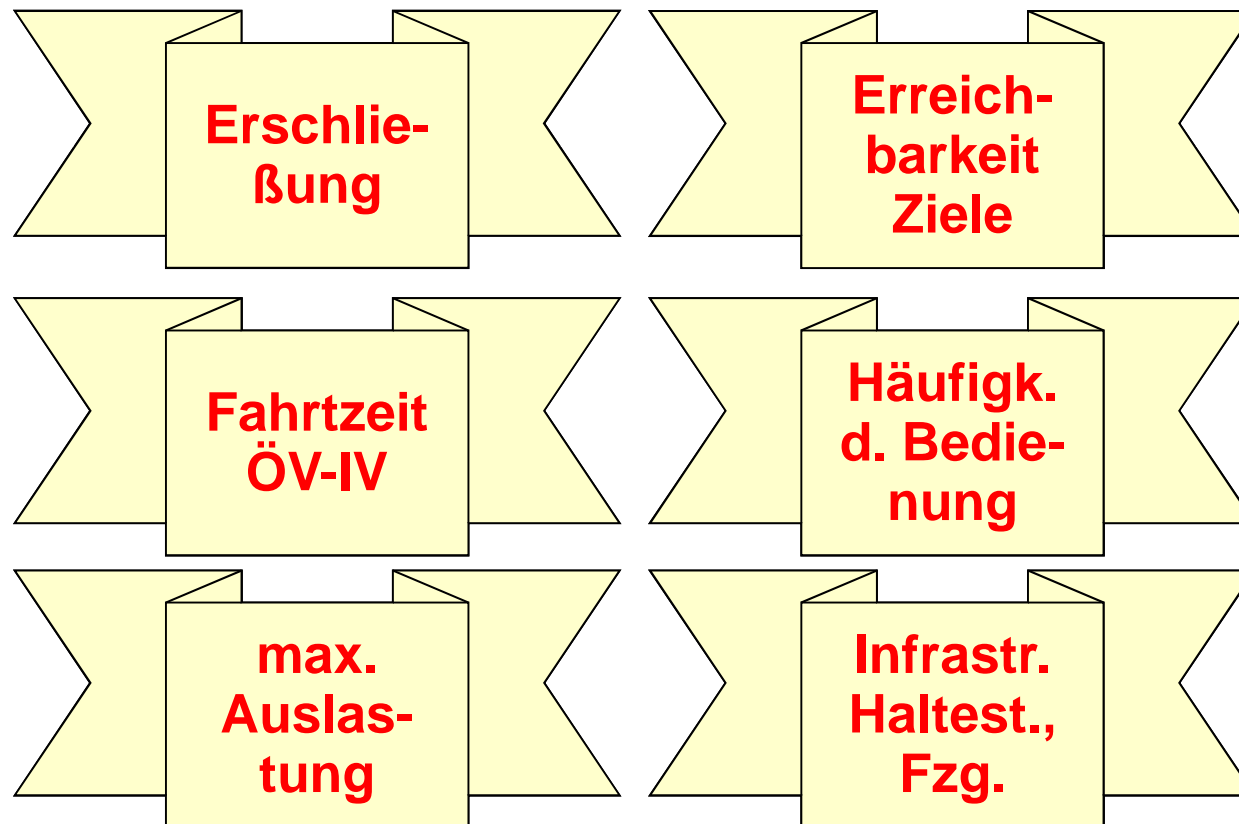 Erschlie-
ßung
Erreich-
barkeit
Ziele
Fahrtzeit
ÖV-IV
Häufigk.
d. Bedie-
nung
max.
Auslas-
tung
Infrastr.
Haltest.,
Fzg.